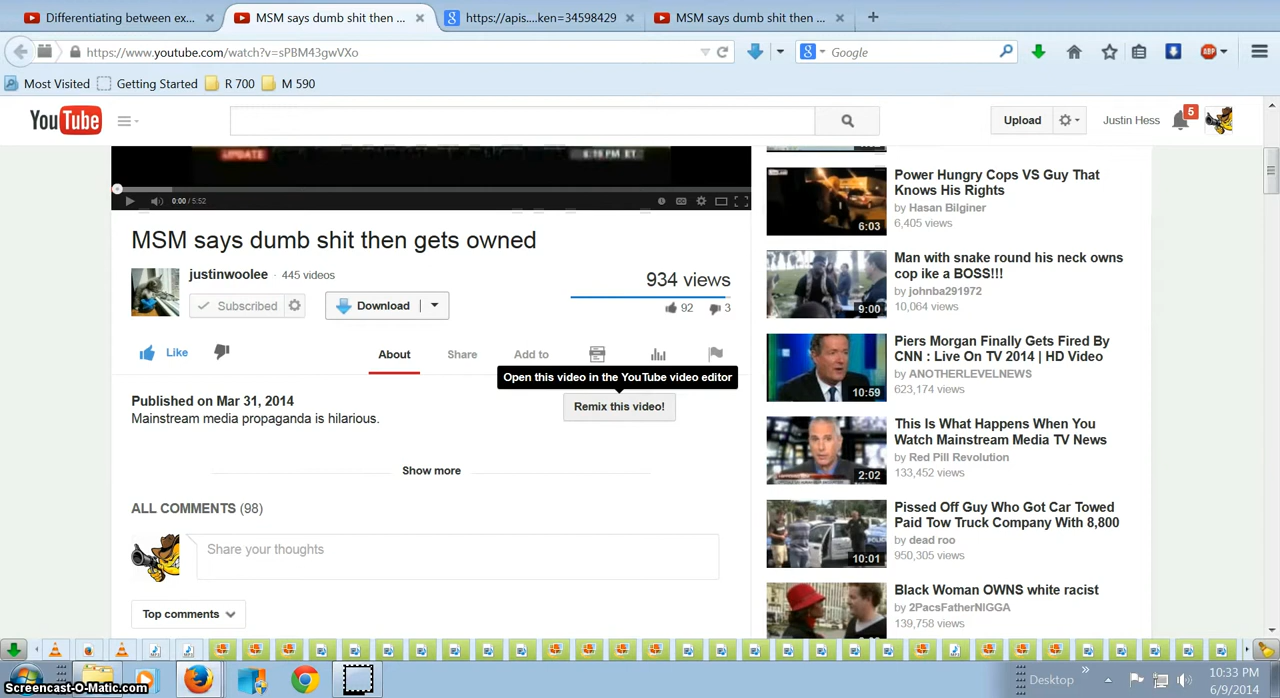 Differentiating between ex...
MSM says dumb shit then ...
https://apis....ken=34598429
MSM says dumb shit then ...
https://www.youtube.com/watch?v=sPBM43gwVXo
Google
ABP
Most Visited
Getting Started
R 700
M 590
YouTube
Upload
Justin Hess
5
UPDATE
6:19 PM ET
0:00 / 5:52
MSM says dumb shit then gets owned
justinwoolee · 445 videos
Subscribed
Download
934 views
92
3
Like
About
Share
Add to
Open this video in the YouTube video editor
Remix this video!
Published on Mar 31, 2014
Mainstream media propaganda is hilarious.
Show more
ALL COMMENTS (98)
Share your thoughts
Top comments
Power Hungry Cops VS Guy That
Knows His Rights
by Hasan Bilginer
6,405 views
6:03
Man with snake round his neck owns
cop ike a BOSS!!!
by johnba291972
10,064 views
9:00
Piers Morgan Finally Gets Fired By
CNN : Live On TV 2014 | HD Video
by ANOTHERLEVELNEWS
623,174 views
10:59
This Is What Happens When You
Watch Mainstream Media TV News
by Red Pill Revolution
133,452 views
2:02
Pissed Off Guy Who Got Car Towed
Paid Tow Truck Company With 8,800
by dead roo
950,305 views
10:01
Black Woman OWNS white racist
by 2PacsFatherNIGGA
139,758 views
Screencast-O-Matic.com
Desktop
10:33 PM
6/9/2014